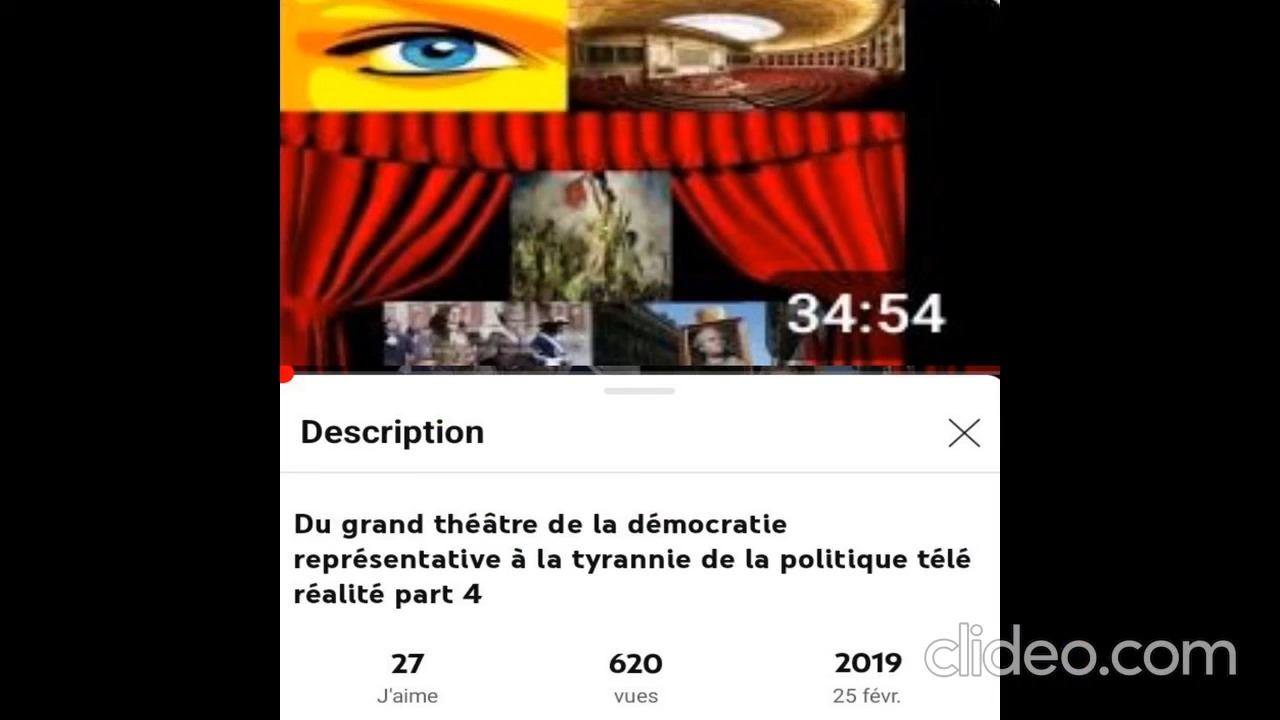 34:54
Description
Du grand théâtre de la démocratie
représentative à la tyrannie de la politique télé
réalité part 4
27 620 2019
J'aime vues 25 févr.
clideo.com